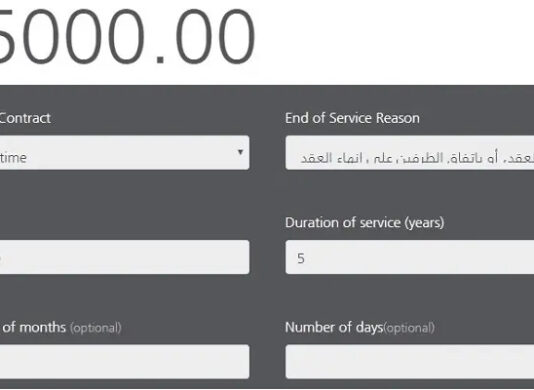 5000.00
Contract
End of Service Reason
time
العقد، أو باتفاق الطرفين على إنهاء العقد
Duration of service (years)
5
of months (optional)
Number of days(optional)